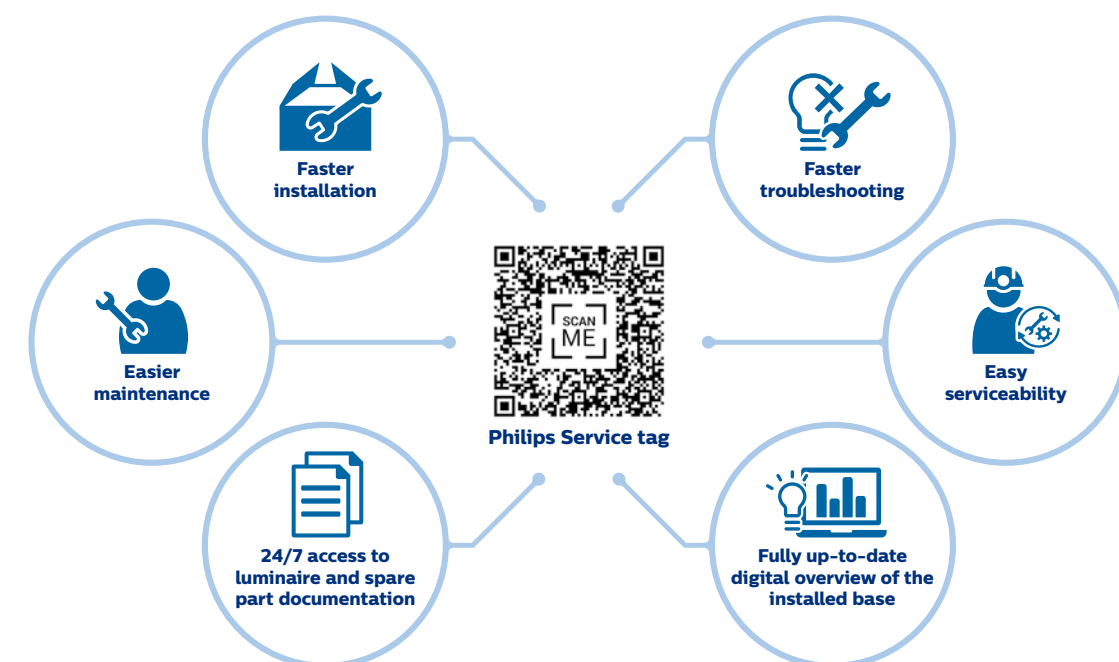 Faster
installation
Faster
troubleshooting
Easier
maintenance
SCAN
ME
Philips Service tag
Easy
serviceability
24/7 access to
luminaire and spare
part documentation
Fully up-to-date
digital overview of the
installed base